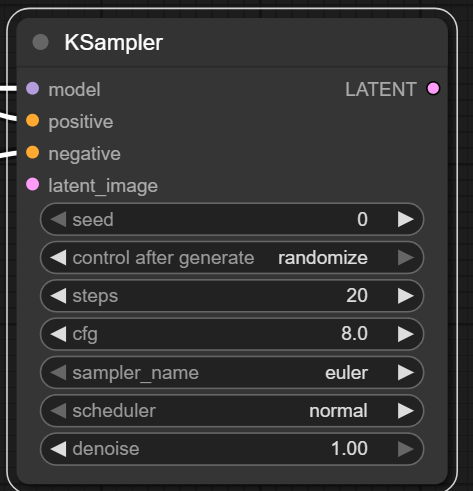 KSampler
model LATENT
positive
negative
latent_image
seed 0
control after generate randomize
steps 20
cfg 8.0
sampler_name euler
scheduler normal
denoise 1.00